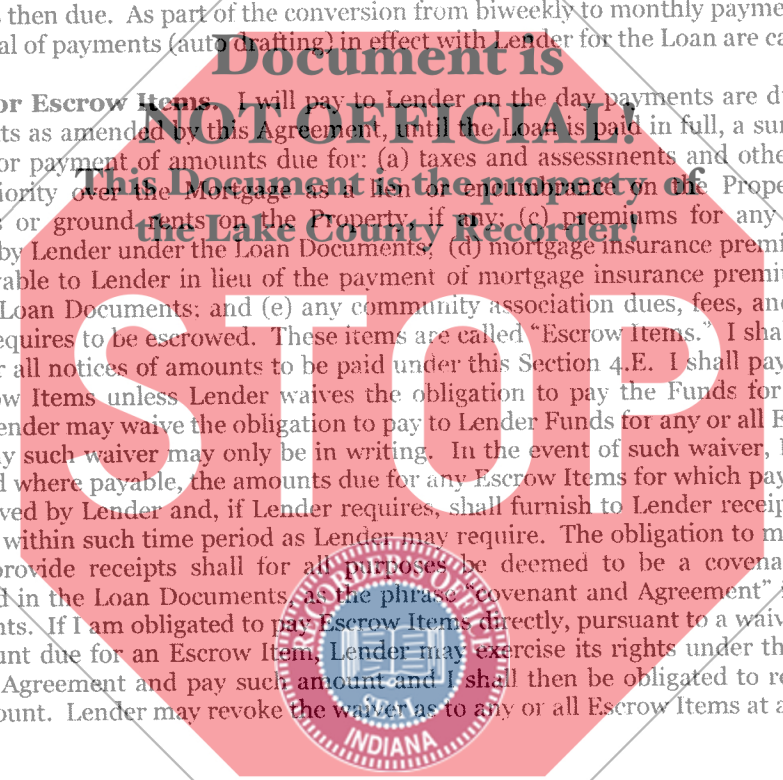 then due. As part of the conversion from biweekly to monthly payme
al of payments (auto drafting) in effect with Lender for the Loan are ca
Document is
or Escrow Items. I will pay to Lender on the day payments are d
NOT OFFICIAL!
ts as amended by this Agreement, until the Loan is paid in full, a su
or payment of amounts due for: (a) taxes and assessments and othe
This Document is the property of
iority over the Mortgage as a lien or encumbrance on the Prope
s or ground rents on the Property, if any; (c) premiums for any
the Lake County Recorder!
by Lender under the Loan Documents; (d) mortgage insurance premi
able to Lender in lieu of the payment of mortgage insurance premi
Loan Documents: and (e) any community association dues, fees, an
equires to be escrowed. These items are called “Escrow Items.” I sha
r all notices of amounts to be paid under this Section 4.E. I shall pay
STOP
w Items unless Lender waives the obligation to pay the Funds for
ender may waive the obligation to pay to Lender Funds for any or all E
y such waiver may only be in writing. In the event of such waiver,
d where payable, the amounts due for any Escrow Items for which pay
ved by Lender and, if Lender requires, shall furnish to Lender receip
within such time period as Lender may require. The obligation to m
provide receipts shall for all purposes be deemed to be a covena
d in the Loan Documents, as the phrase “covenant and Agreement”
nts. If I am obligated to pay Escrow Items directly, pursuant to a waiv
unt due for an Escrow Item, Lender may exercise its rights under th
Agreement and pay such amount and I shall then be obligated to re
ount. Lender may revoke the waiver as to any or all Escrow Items at a
RECORDER'S OFFICE
INDIANA